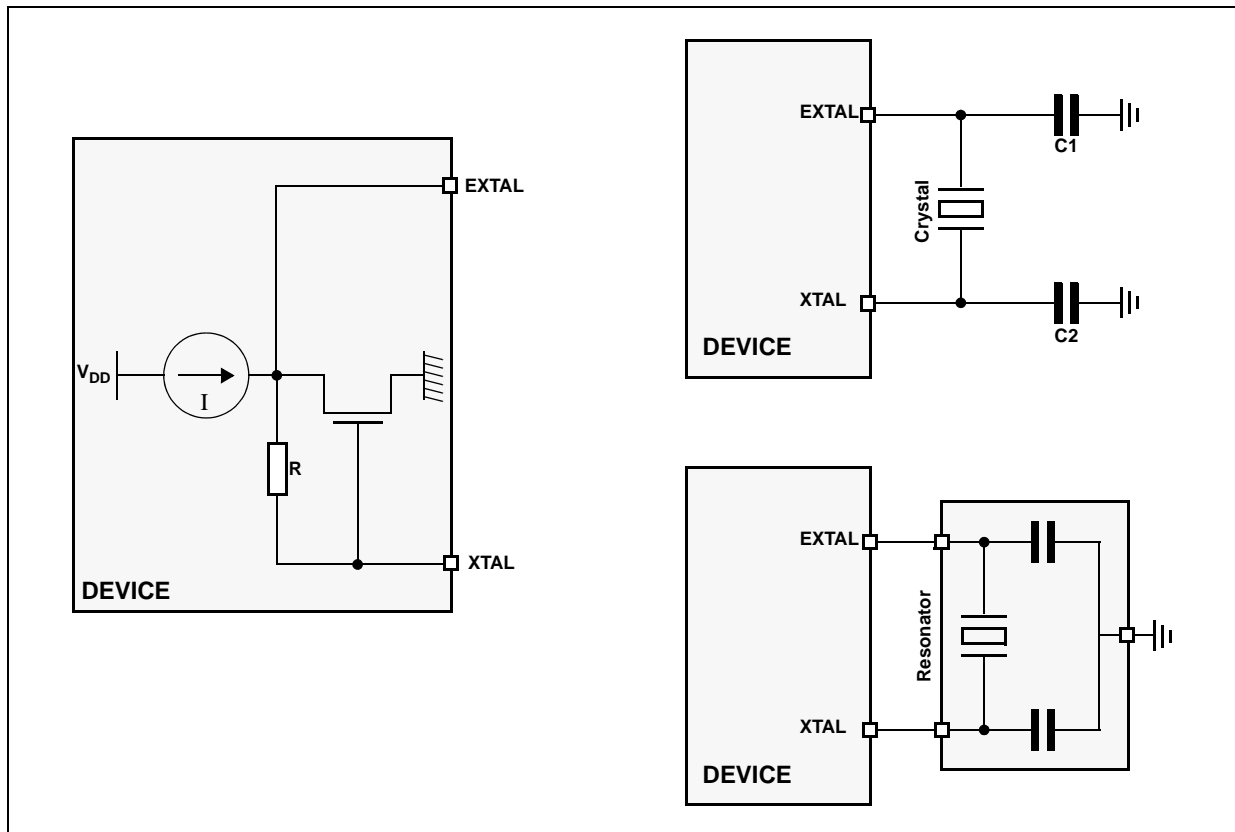 EXTAL
V_DD
I
R
XTAL
DEVICE
EXTAL
C1
Crystal
XTAL
C2
DEVICE
EXTAL
Resonator
XTAL
DEVICE